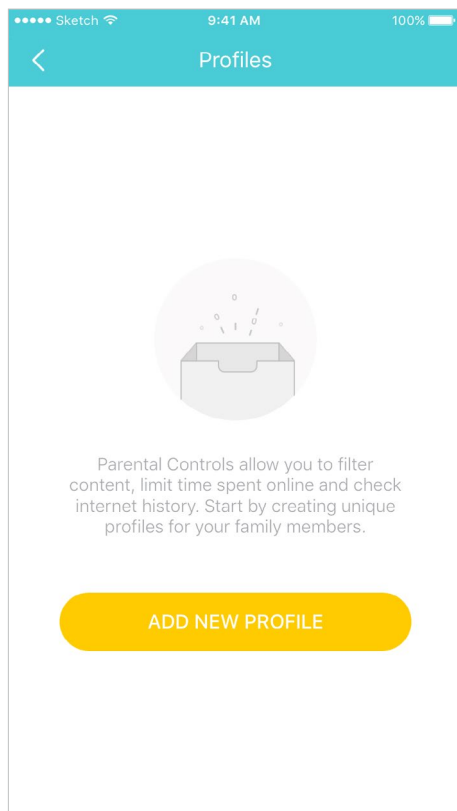 Sketch 9:41 AM 100%
Profiles
Parental Controls allow you to filter
content, limit time spent online and check
internet history. Start by creating unique
profiles for your family members.
ADD NEW PROFILE